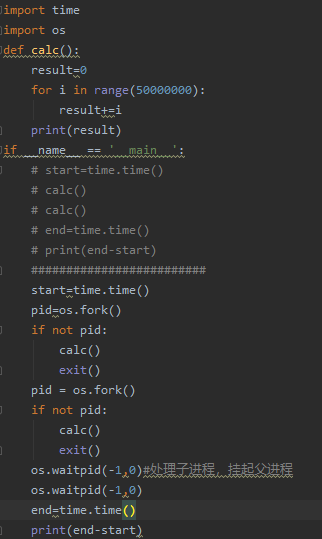 import time
import os
def calc():
    result=0
    for i in range(50000000):
        result+=i
    print(result)
if __name__ == '__main__':
    # start=time.time()
    # calc()
    # calc()
    # end=time.time()
    # print(end-start)
    #########################
    start=time.time()
    pid=os.fork()
    if not pid:
        calc()
        exit()
    pid = os.fork()
    if not pid:
        calc()
        exit()
    os.waitpid(-1,0)#处理子进程，挂起父进程
    os.waitpid(-1,0)
    end=time.time()
    print(end-start)